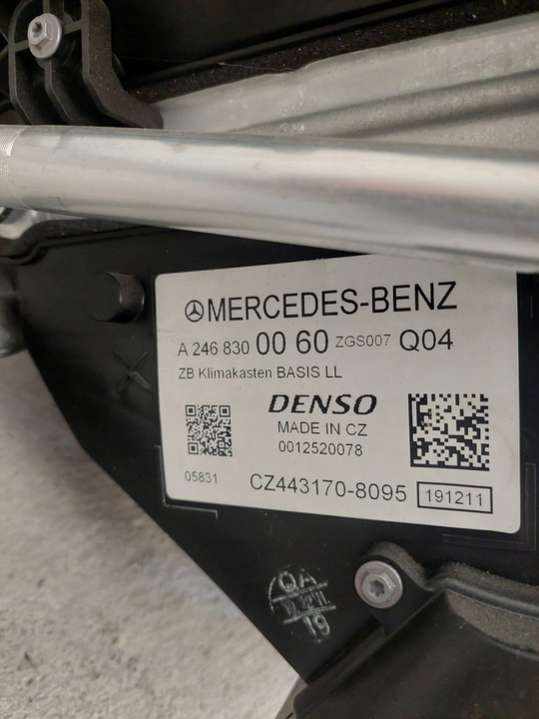 MERCEDES-BENZ
A 246 830 00 60 ZGS007 Q04
ZB Klimakasten BASIS LL
DENSO
MADE IN CZ
0012520078
05831
CZ443170-8095 191211
QA
19